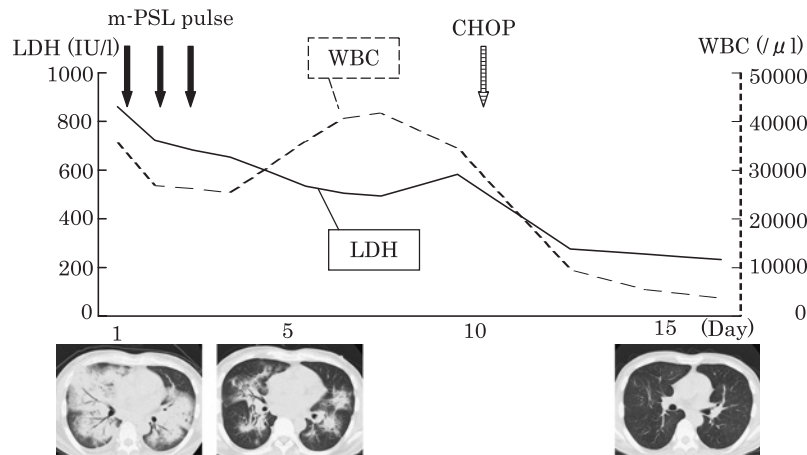 m-PSL pulse
CHOP
LDH (IU/l)
WBC (/μl)
WBC
1000
800
600
400
200
0
50000
40000
30000
20000
10000
0
LDH
1 5 10 15 (Day)